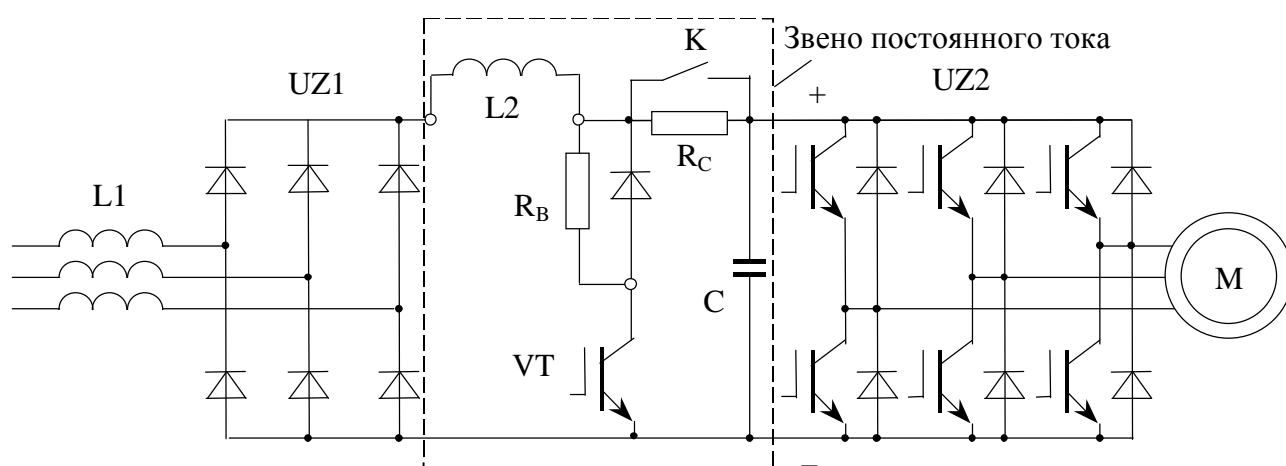 K
Звено постоянного тока
UZ1
L2
+
UZ2
R_C
L1
R_B
C
M
VT
−